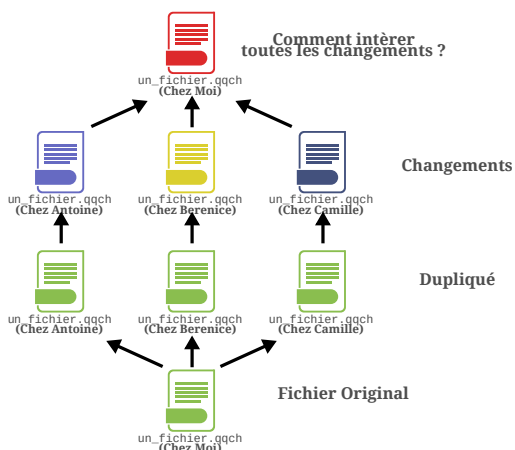 Comment intèrer
toutes les changements ?
un_fichier.qqch
(Chez Moi)
Changements
un_fichier.qqch
(Chez Antoine)
un_fichier.qqch
(Chez Berenice)
un_fichier.qqch
(Chez Camille)
Dupliqué
un_fichier.qqch
(Chez Antoine)
un_fichier.qqch
(Chez Berenice)
un_fichier.qqch
(Chez Camille)
Fichier Original
un_fichier.qqch
(Chez Moi)